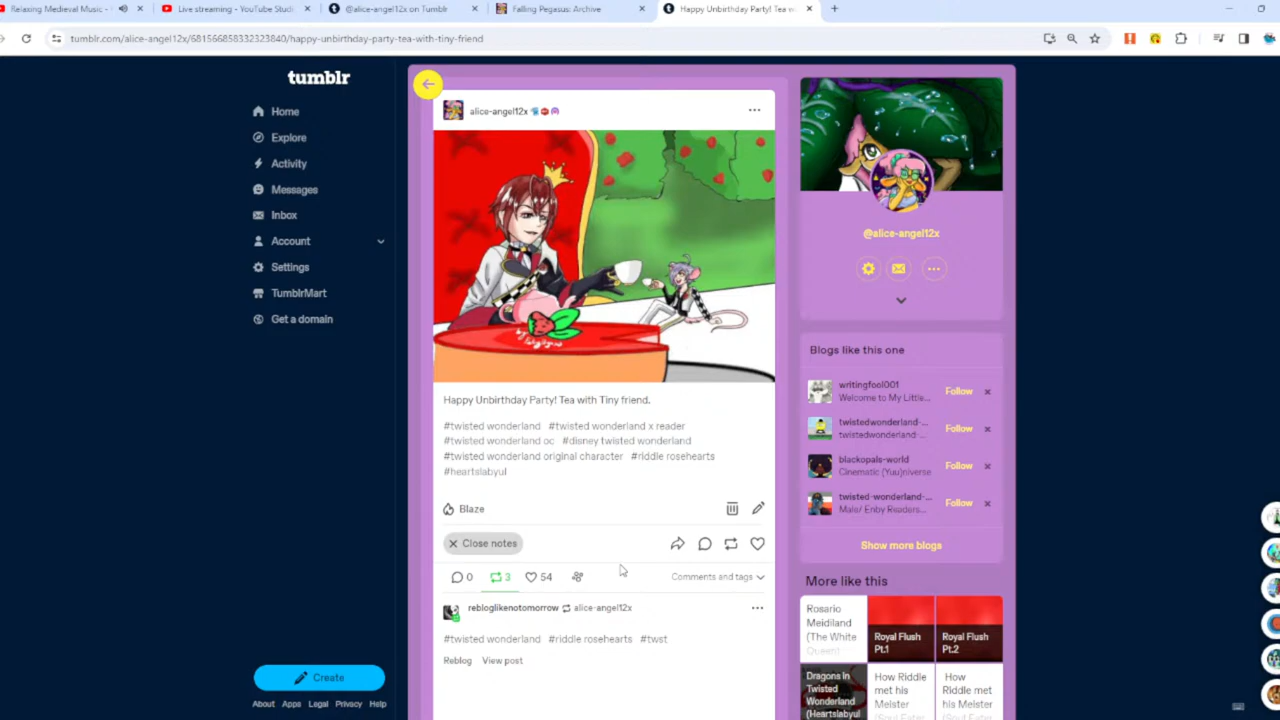 Relaxing Medieval Music -
Live streaming - YouTube Studi
@alice-angel12x on Tumblr
Falling Pegasus: Archive
Happy Unbirthday Party! Tea w
tumblr.com/alice-angel12x/681566858332323840/happy-unbirthday-party-tea-with-tiny-friend
tumblr
Home
Explore
Activity
Messages
Inbox
Account
Settings
TumblrMart
Get a domain
Create
About Apps Legal Privacy Help
alice-angel12x
Happy Unbirthday Party! Tea with Tiny friend.
#twisted wonderland #twisted wonderland x reader
#twisted wonderland oc #disney twisted wonderland
#twisted wonderland original character #riddle rosehearts
#heartslabyul
Blaze
Close notes
0 3 54 Comments and tags
rebloglikenotomorrow alice-angel12x
#twisted wonderland #riddle rosehearts #twst
Reblog View post
@alice-angel12x
Blogs like this one
writingfool001
Welcome to My Little...
Follow
twistedwonderland-...
twistedwonderland-...
Follow
blackopals-world
Cinematic (Yuu)niverse
Follow
twisted-wonderland-...
Male/ Enby Readers...
Follow
Show more blogs
More like this
Rosario
Meidiland
(The White
Queen)
Royal Flush
Pt.1
Royal Flush
Pt.2
Dragons in
Twisted
Wonderland
(Heartslabyul
How Riddle
met his
Meister
(Soul Eater
How Riddle
met his
Meister
(Soul Eater